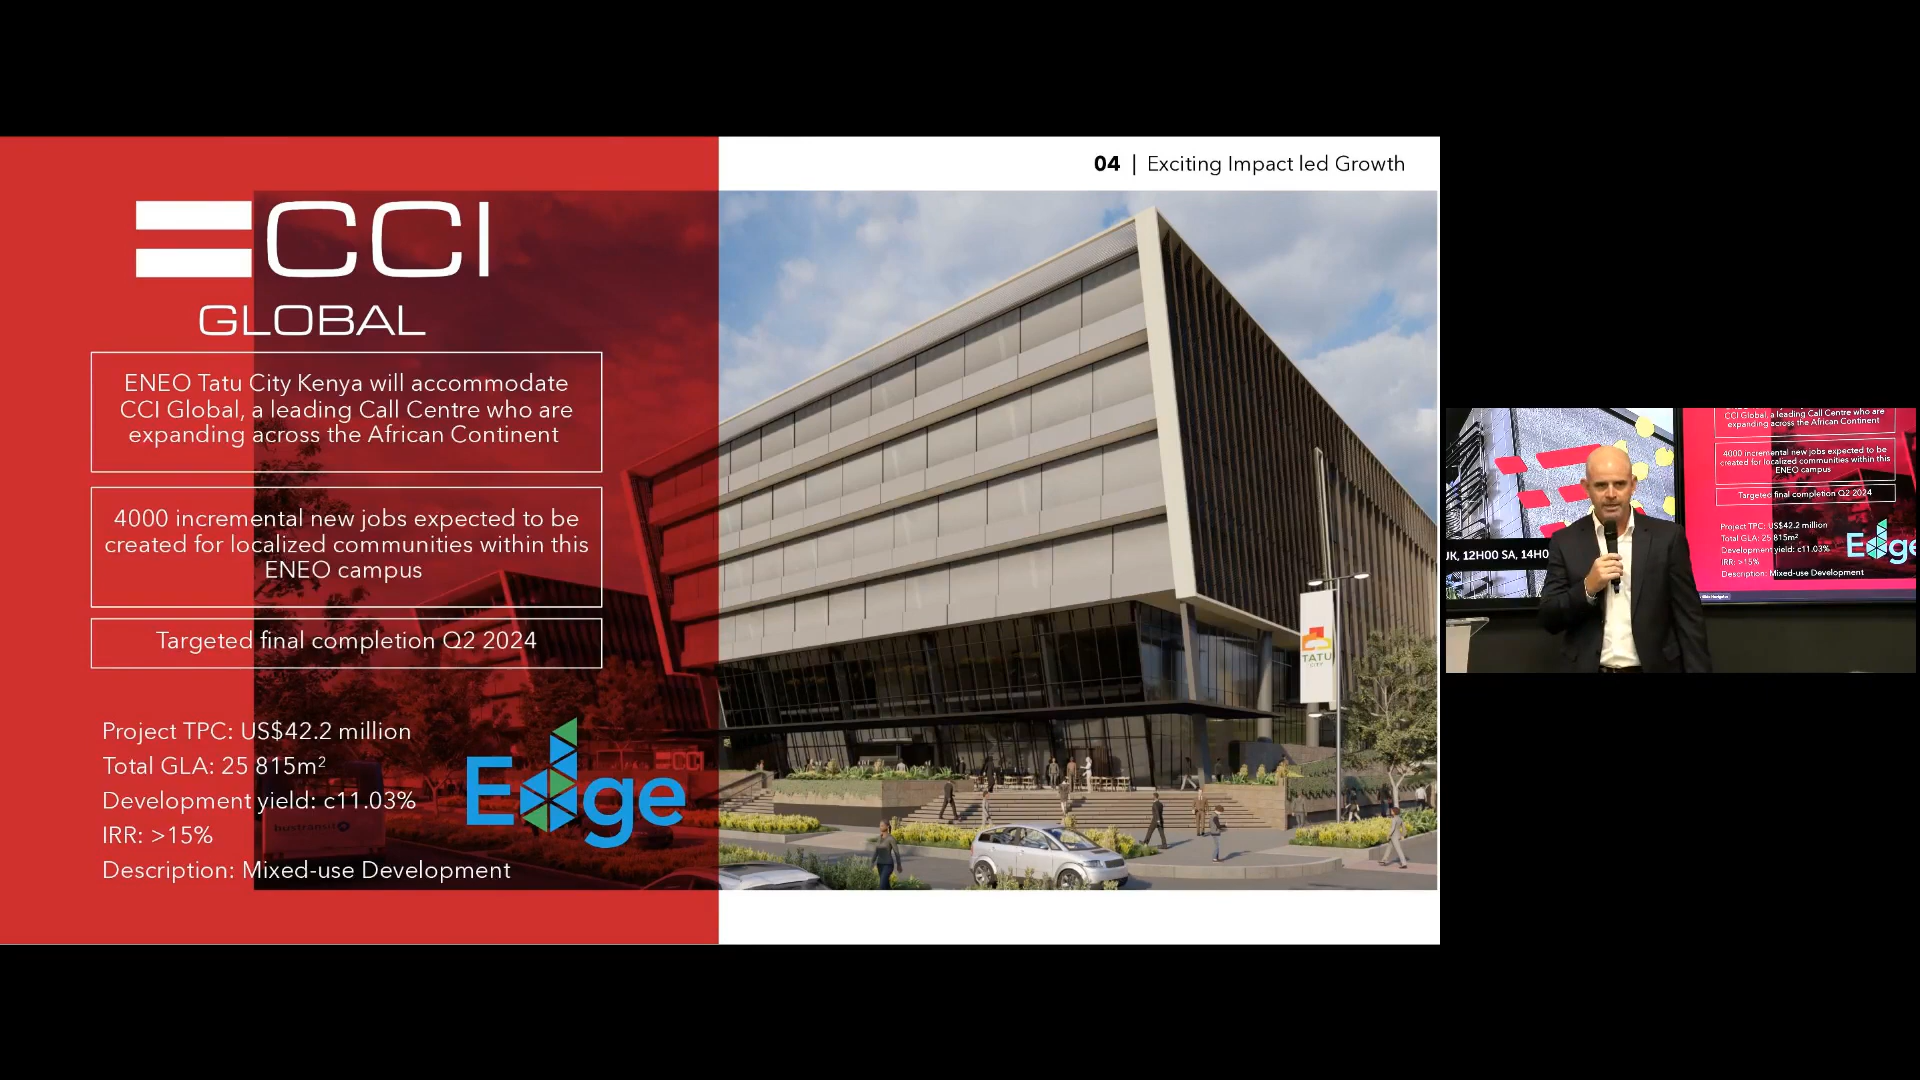 04 | Exciting Impact led Growth
CCI
GLOBAL
ENEO Tatu City Kenya will accommodate
CCI Global, a leading Call Centre who are
expanding across the African Continent
4000 incremental new jobs expected to be
created for localized communities within this
ENEO campus
Targeted final completion Q2 2024
Project TPC: US$42.2 million
Total GLA: 25 815m²
Development yield: c11.03%
IRR: >15%
Description: Mixed-use Development
Edge
bustransit
CCI
TATU
CITY
CCI Global, a leading Call Centre who are
expanding across the African Continent
4000 incremental new jobs expected to be
created for localized communities within this
ENEO campus
Targeted final completion Q2 2024
Project TPC: US$42.2 million
Total GLA: 25 815m²
Development yield: c11.03%
IRR: >15%
Description: Mixed-use Development
Edge
UK, 12H00 SA, 14H0